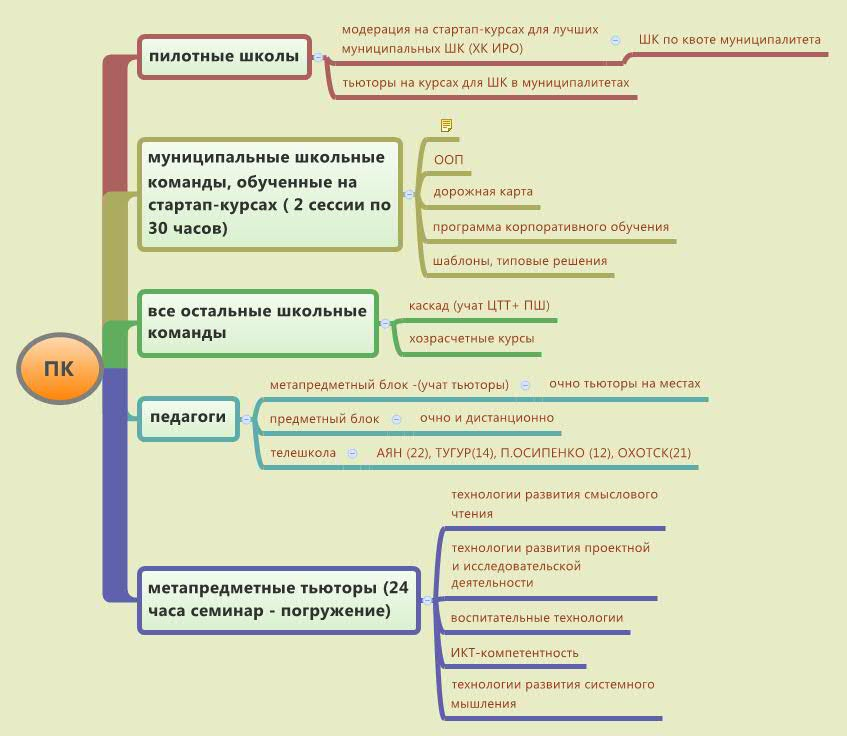 ПК
пилотные школы
модерация на стартап-курсах для лучших
муниципальных ШК (ХК ИРО)
ШК по квоте муниципалитета
тьюторы на курсах для ШК в муниципалитетах
муниципальные школьные
команды, обученные на
стартап-курсах ( 2 сессии по
30 часов)
ООП
дорожная карта
программа корпоративного обучения
шаблоны, типовые решения
все остальные школьные
команды
каскад (учат ЦТТ+ ПШ)
хозрасчетные курсы
педагоги
метапредметный блок -(учат тьюторы)
очно тьюторы на местах
предметный блок
очно и дистанционно
телешкола
АЯН (22), ТУГУР(14), П.ОСИПЕНКО (12), ОХОТСК(21)
метапредметные тьюторы (24
часа семинар - погружение)
технологии развития смыслового
чтения
технологии развития проектной
и исследовательской
деятельности
воспитательные технологии
ИКТ-компетентность
технологии развития системного
мышления